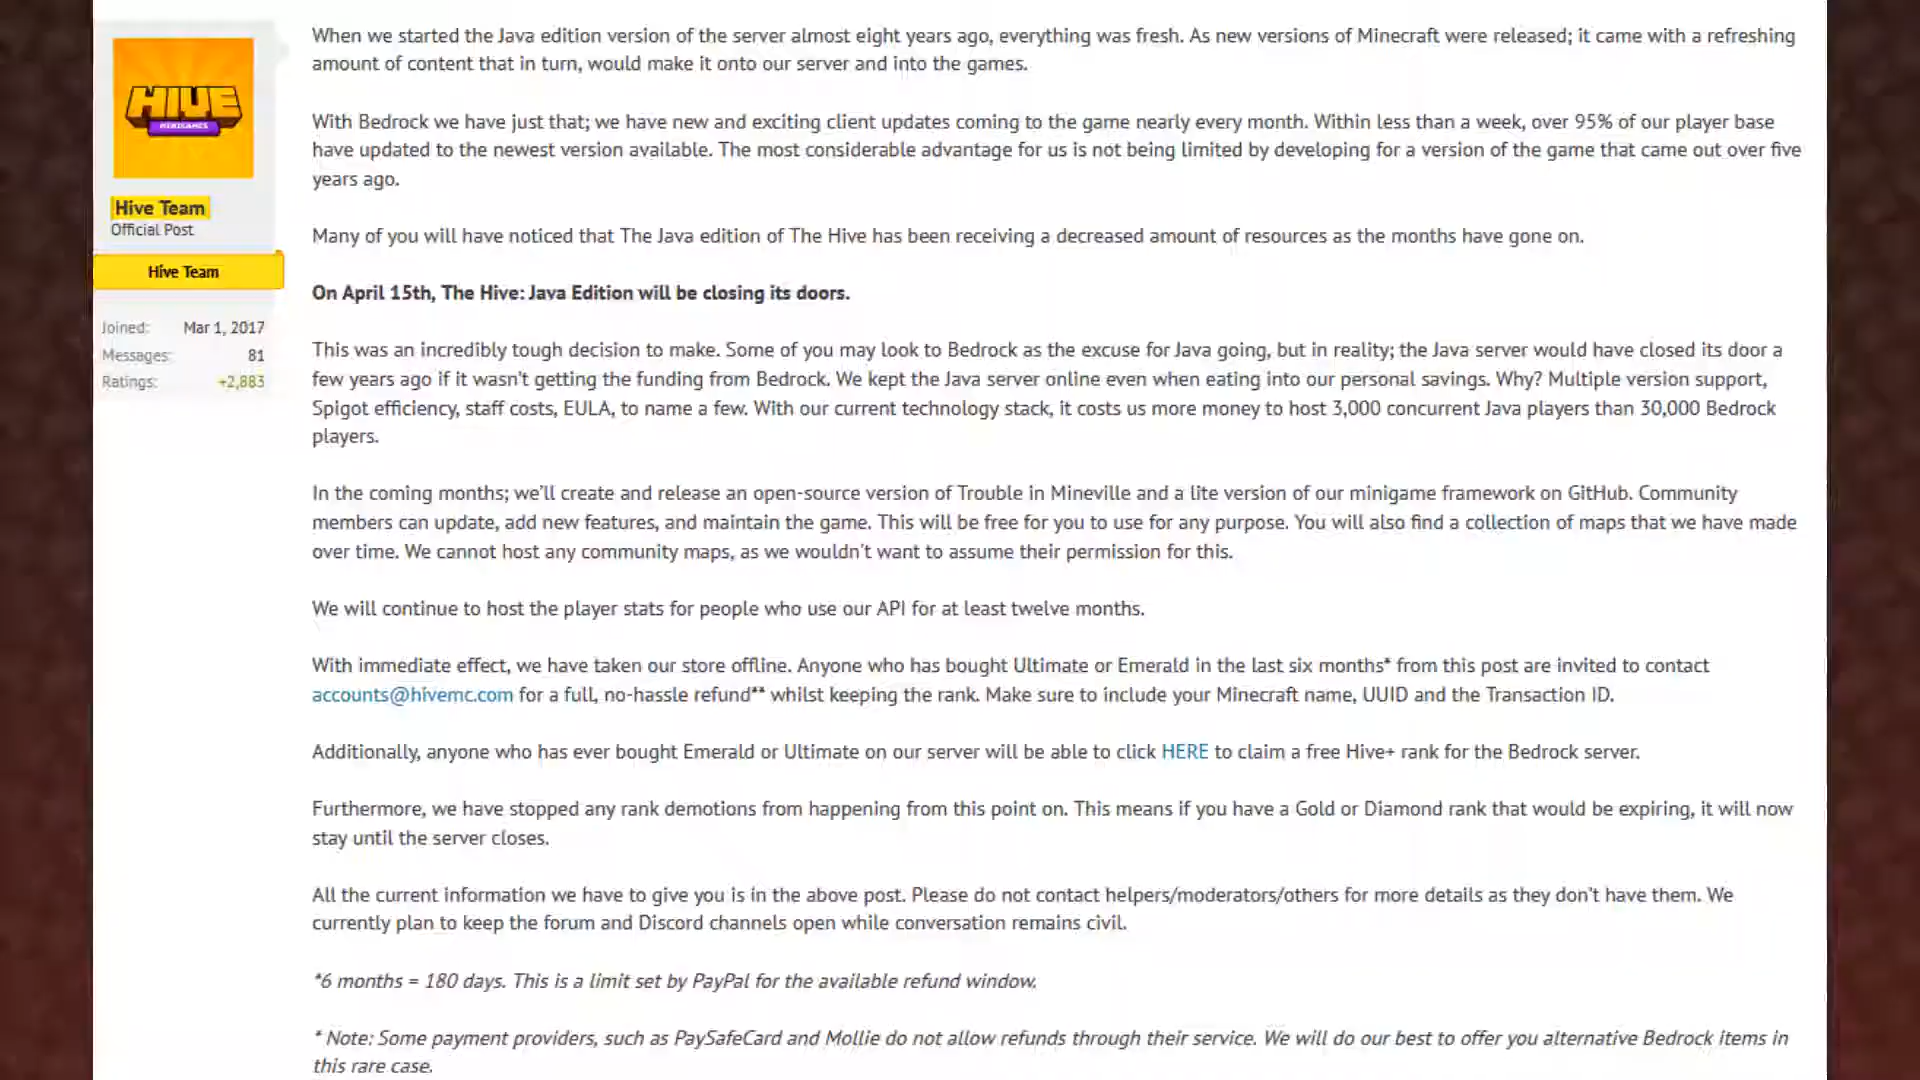 When we started the Java edition version of the server almost eight years ago, everything was fresh. As new versions of Minecraft were released; it came with a refreshing
amount of content that in turn, would make it onto our server and into the games.
HIVE
MINIGAMES
With Bedrock we have just that; we have new and exciting client updates coming to the game nearly every month. Within less than a week, over 95% of our player base
have updated to the newest version available. The most considerable advantage for us is not being limited by developing for a version of the game that came out over five
years ago.
Hive Team
Official Post
Many of you will have noticed that The Java edition of The Hive has been receiving a decreased amount of resources as the months have gone on.
Hive Team
On April 15th, The Hive: Java Edition will be closing its doors.
Joined: Mar 1, 2017
Messages: 81
Ratings: +2,883
This was an incredibly tough decision to make. Some of you may look to Bedrock as the excuse for Java going, but in reality; the Java server would have closed its door a
few years ago if it wasn't getting the funding from Bedrock. We kept the Java server online even when eating into our personal savings. Why? Multiple version support,
Spigot efficiency, staff costs, EULA, to name a few. With our current technology stack, it costs us more money to host 3,000 concurrent Java players than 30,000 Bedrock
players.
In the coming months; we'll create and release an open-source version of Trouble in Mineville and a lite version of our minigame framework on GitHub. Community
members can update, add new features, and maintain the game. This will be free for you to use for any purpose. You will also find a collection of maps that we have made
over time. We cannot host any community maps, as we wouldn't want to assume their permission for this.
We will continue to host the player stats for people who use our API for at least twelve months.
With immediate effect, we have taken our store offline. Anyone who has bought Ultimate or Emerald in the last six months* from this post are invited to contact
accounts@hivemc.com for a full, no-hassle refund** whilst keeping the rank. Make sure to include your Minecraft name, UUID and the Transaction ID.
Additionally, anyone who has ever bought Emerald or Ultimate on our server will be able to click HERE to claim a free Hive+ rank for the Bedrock server.
Furthermore, we have stopped any rank demotions from happening from this point on. This means if you have a Gold or Diamond rank that would be expiring, it will now
stay until the server closes.
All the current information we have to give you is in the above post. Please do not contact helpers/moderators/others for more details as they don't have them. We
currently plan to keep the forum and Discord channels open while conversation remains civil.
*6 months = 180 days. This is a limit set by PayPal for the available refund window.
* Note: Some payment providers, such as PaySafeCard and Mollie do not allow refunds through their service. We will do our best to offer you alternative Bedrock items in
this rare case.